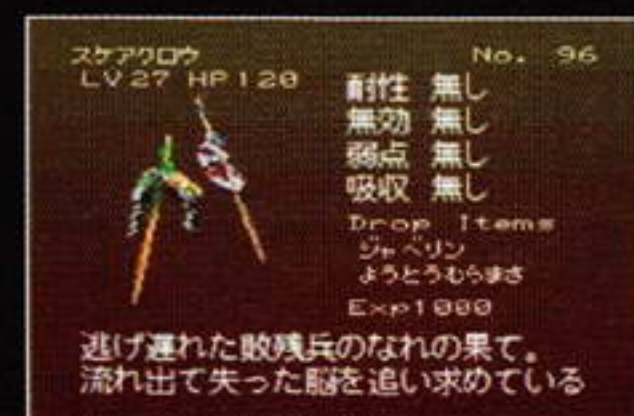 スケアクロウ No. 96
LV27 HP120
耐性 無し
無効 無し
弱点 無し
吸収 無し
Drop Items
ジャベリン
ようとうむらまさ
Exp1000
逃げ遅れた敗残兵のなれの果て。
流れ出て失った脳を追い求めている